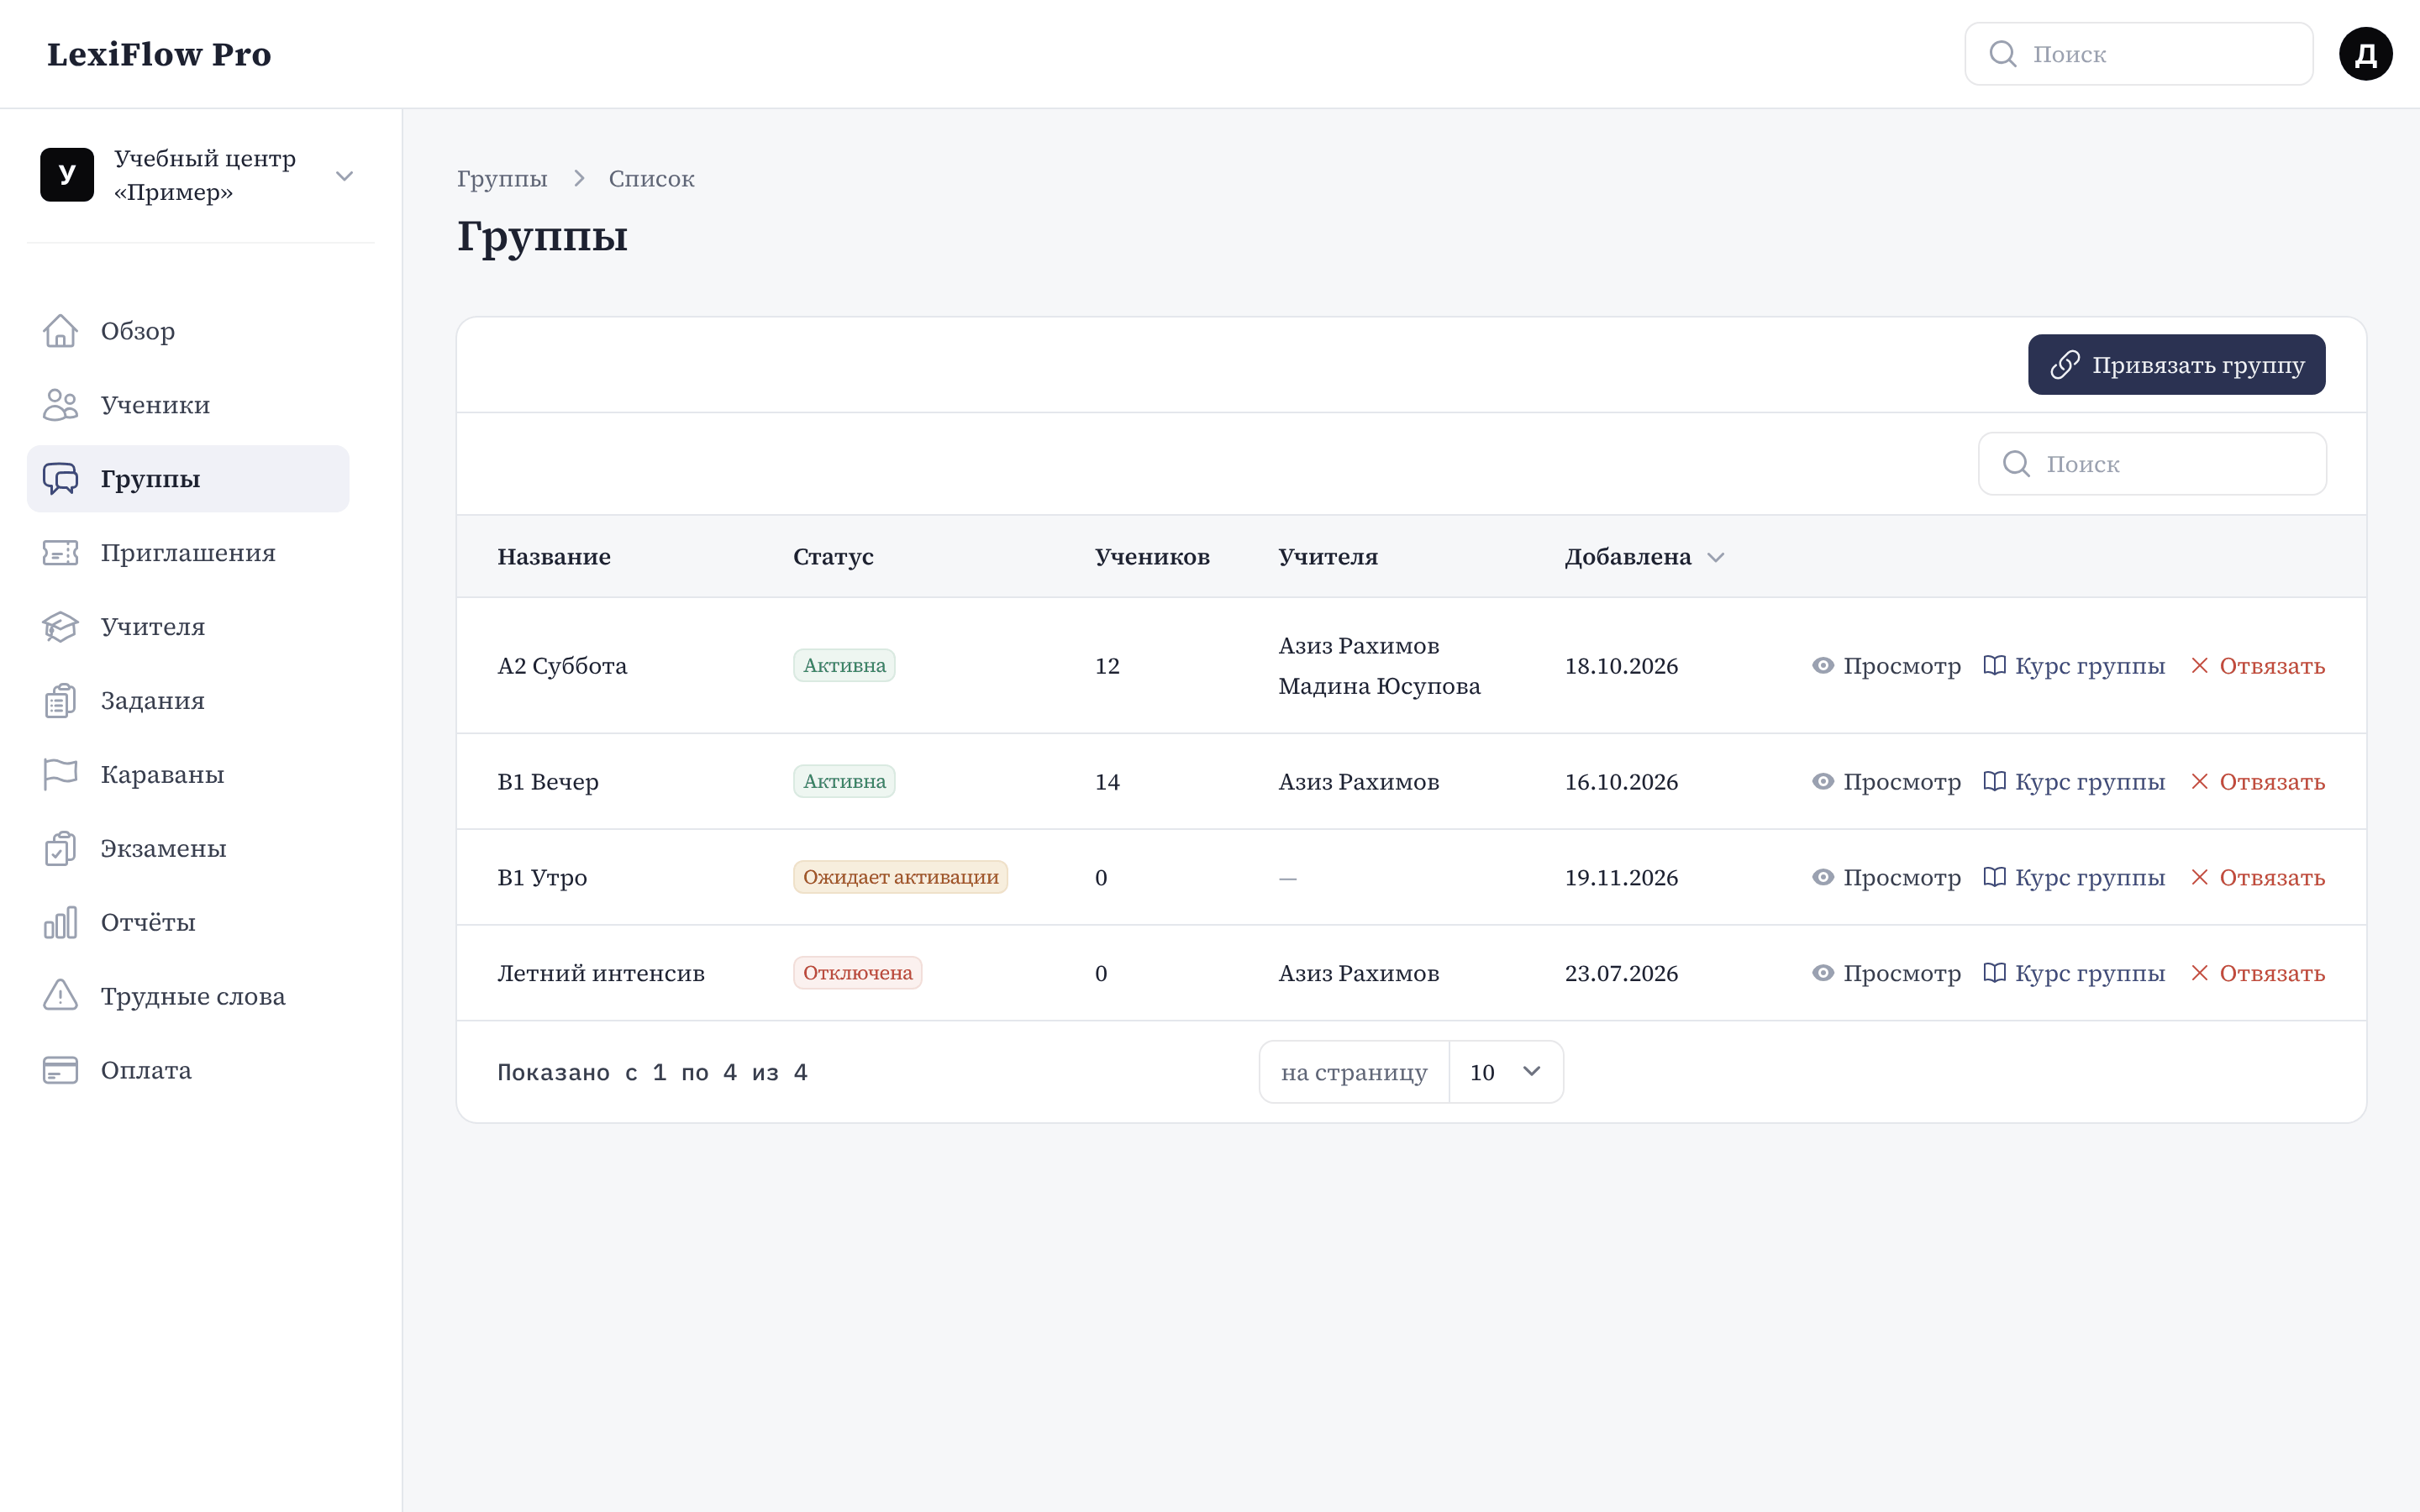 LexiFlow Pro
Поиск
Д
У
Учебный центр
«Пример»
Обзор
Ученики
Группы
Приглашения
Учителя
Задания
Караваны
Экзамены
Отчёты
Трудные слова
Оплата
Группы
Список
Группы
Привязать группу
Поиск
Название Статус Учеников Учителя Добавлена
A2 Суббота Активна 12 Азиз Рахимов Мадина Юсупова 18.10.2026 Просмотр Курс группы Отвязать
B1 Вечер Активна 14 Азиз Рахимов 16.10.2026 Просмотр Курс группы Отвязать
B1 Утро Ожидает активации 0 — 19.11.2026 Просмотр Курс группы Отвязать
Летний интенсив Отключена 0 Азиз Рахимов 23.07.2026 Просмотр Курс группы Отвязать
Показано с 1 по 4 из 4
на страницу 10